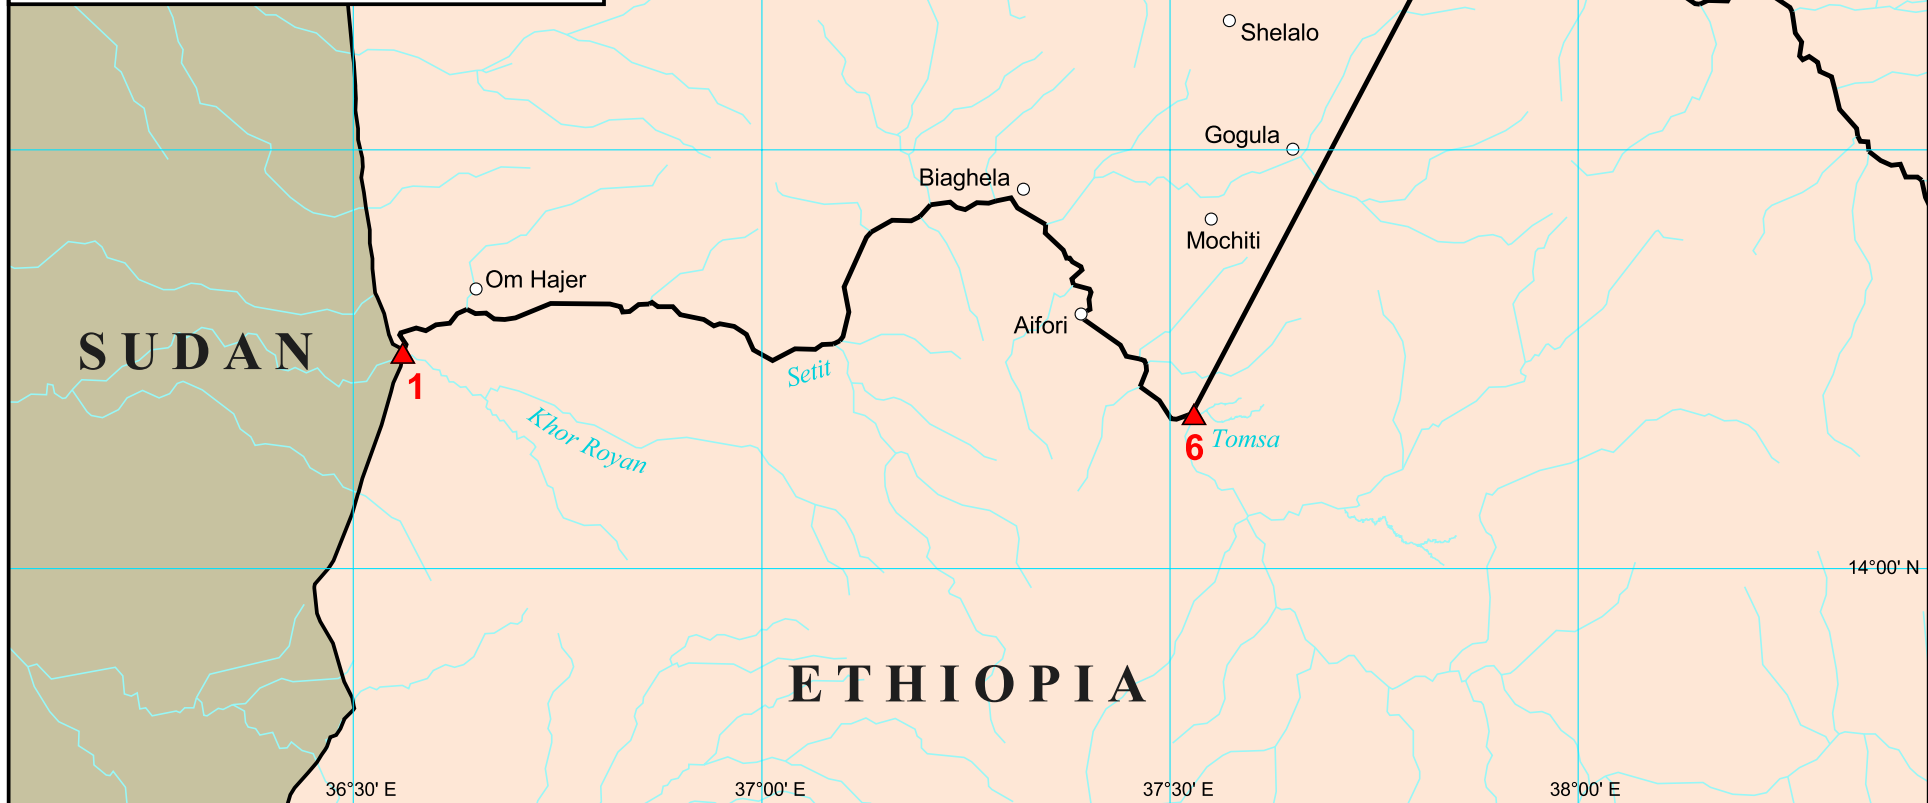 Shelalo
Gogula
Biaghela
Mochiti
Om Hajer
Aifori
SUDAN
1
Setit
Khor Royan
6
Tomsa
14°00' N
ETHIOPIA
36°30' E
37°00' E
37°30' E
38°00' E